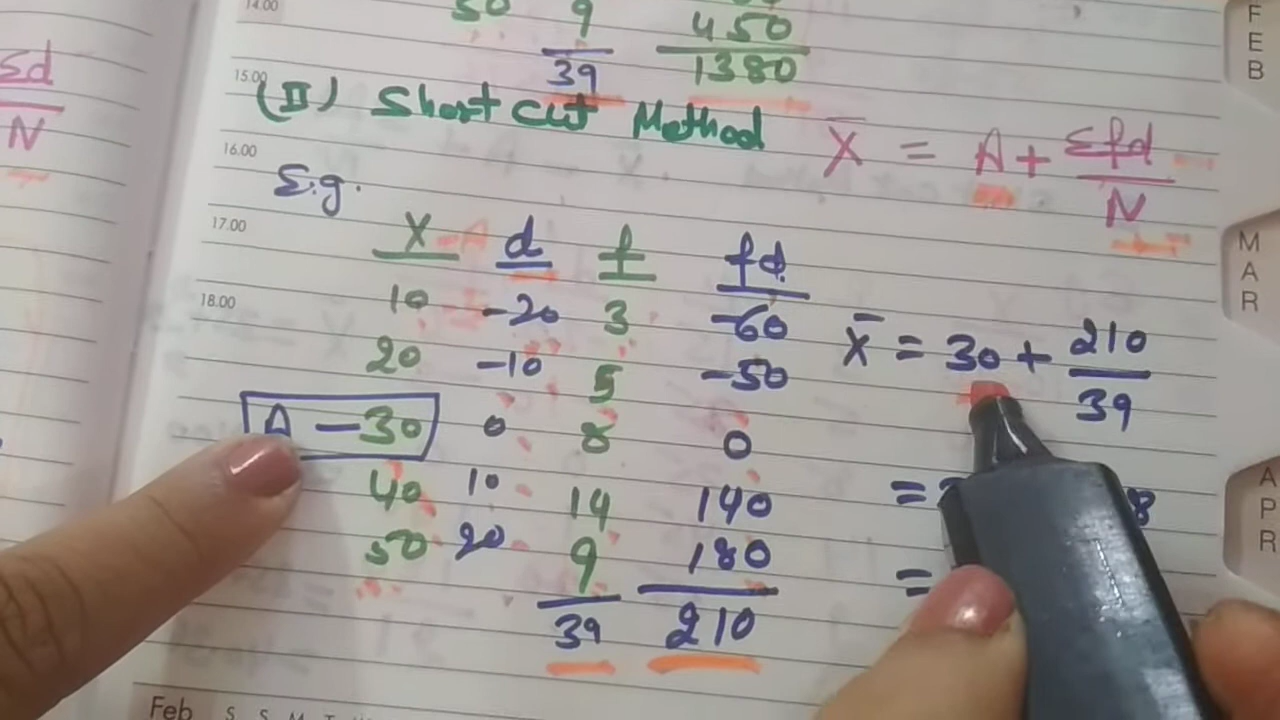 14.00 50 9 450
39 1380
Σd
N
15.00
(II) Short Cut Method
X̄ = A + Σfd
N
16.00
E.g.
17.00
X - A d f fd
18.00
10 -20 3 -60
20 -10 5 -50
A - 30 0 8 0
40 10 14 140
50 20 9 180
39 210
X̄ = 30 + 210
39
= 8
=
FEB
MAR
APR
Feb S S M T